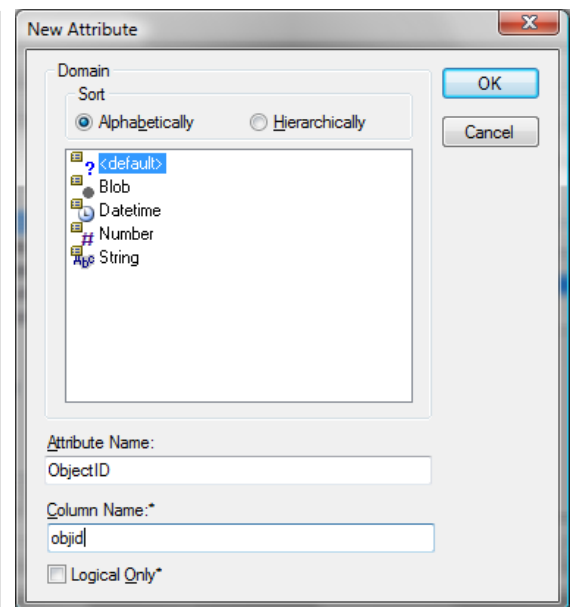 New Attribute
Domain
Sort
Alphabetically
Hierarchically
OK
Cancel
? <default>
Blob
Datetime
# Number
ABC String
Attribute Name:
ObjectID
Column Name:*
objid
Logical Only*